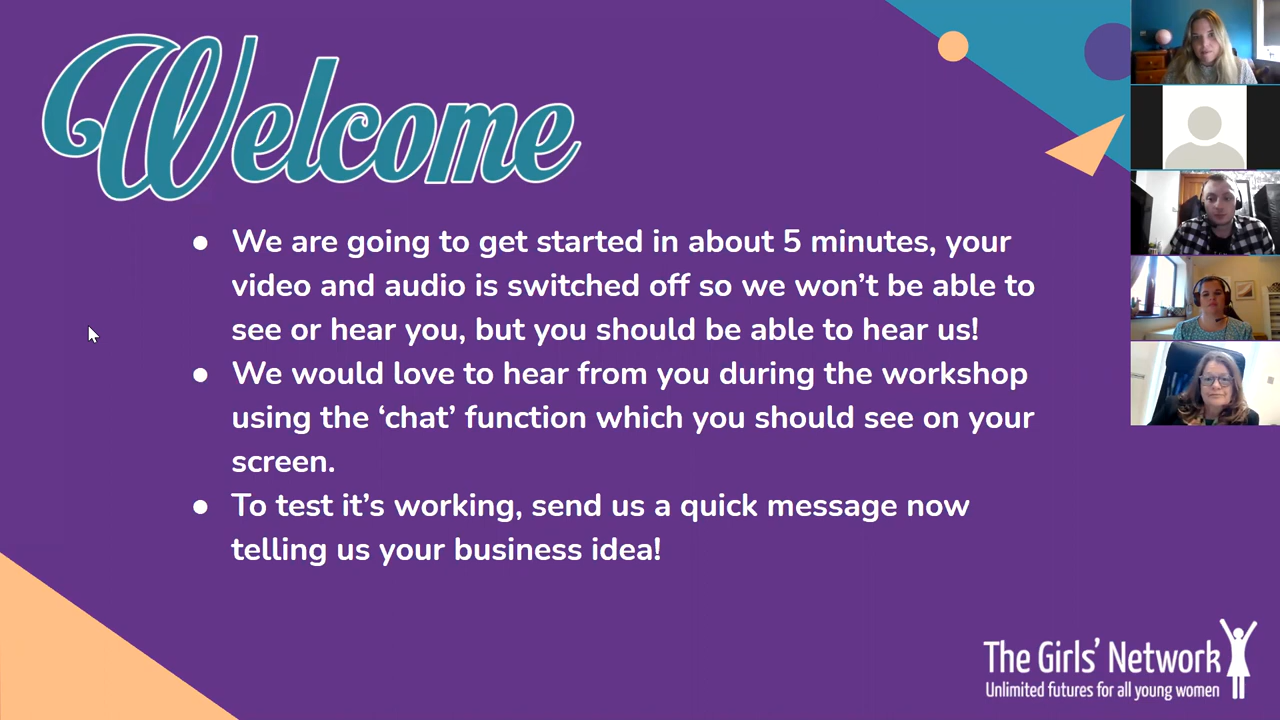 Welcome
● We are going to get started in about 5 minutes, your
video and audio is switched off so we won’t be able to
see or hear you, but you should be able to hear us!
● We would love to hear from you during the workshop
using the ‘chat’ function which you should see on your
screen.
● To test it’s working, send us a quick message now
telling us your business idea!
The Girls’ Network
Unlimited futures for all young women